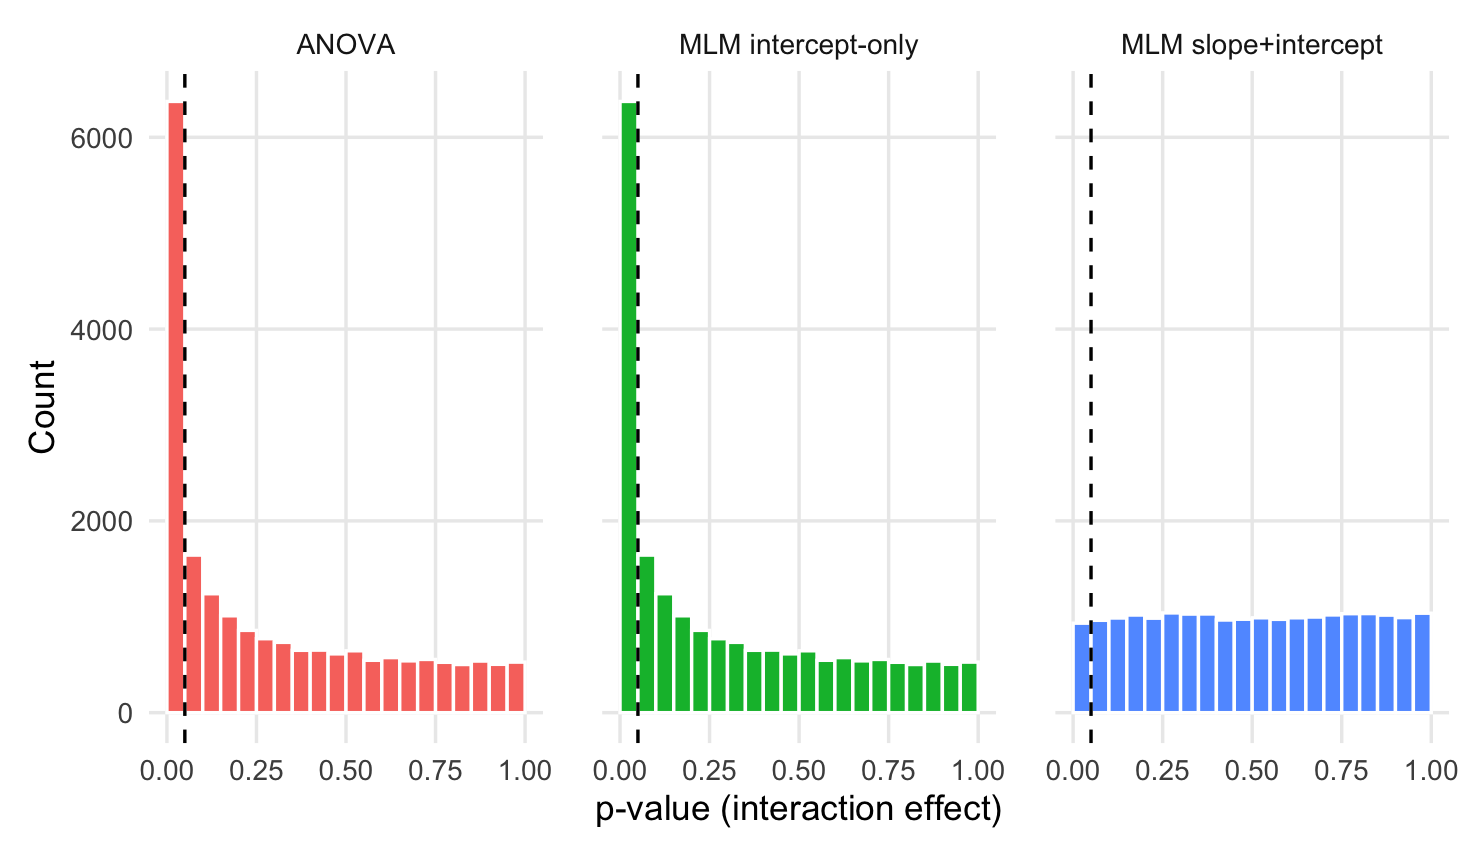 ANOVA
MLM intercept-only
MLM slope+intercept
Count
6000
4000
2000
0
0.00 0.25 0.50 0.75 1.00
0.00 0.25 0.50 0.75 1.00
0.00 0.25 0.50 0.75 1.00
p-value (interaction effect)